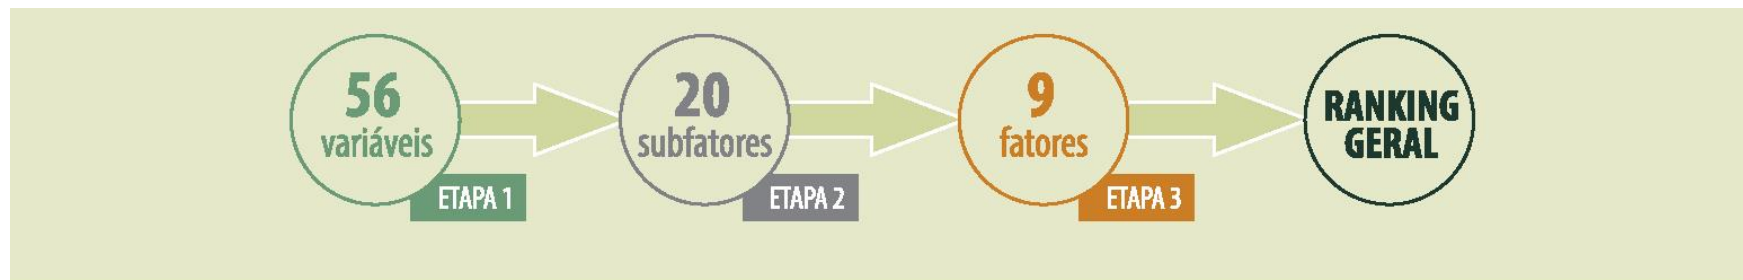 56
variáveis
ETAPA 1
20
subfatores
ETAPA 2
9
fatores
ETAPA 3
RANKING
GERAL